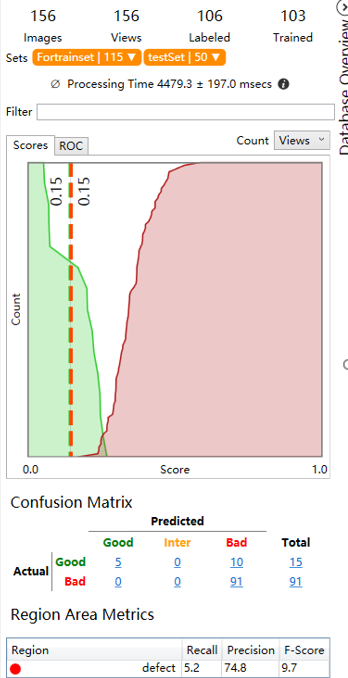 156 156 106 103
Images Views Labeled Trained
Sets Fortrainset | 115 ▼ testSet | 50 ▼
∅ Processing Time 4479.3 ± 197.0 msecs
Filter
Database Overview
Scores ROC Count Views
0.15 0.15
Count
0.0 Score 1.0
Confusion Matrix
Predicted
Good Inter Bad Total
Actual Good 5 0 10 15
Bad 0 0 91 91
Region Area Metrics
Region Recall Precision F-Score
defect 5.2 74.8 9.7